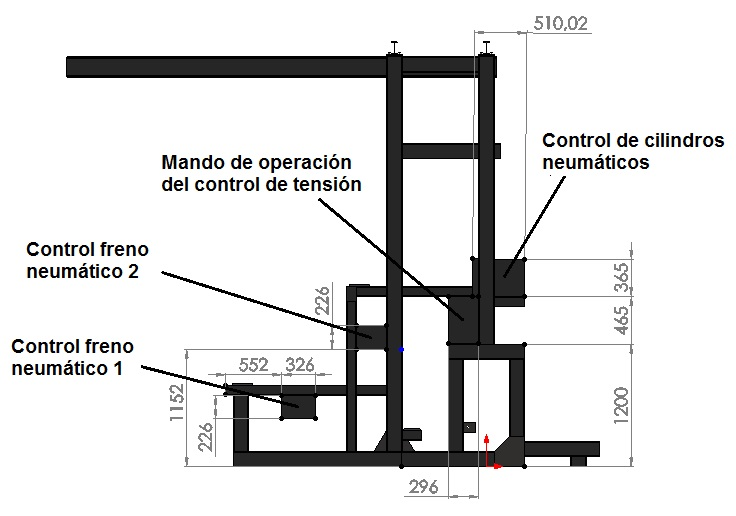 510,02
Control de cilindros
neumáticos
Mando de operación
del control de tensión
Control freno
neumático 2
365
226
465
Control freno
neumático 1
552
326
1152
1200
226
296